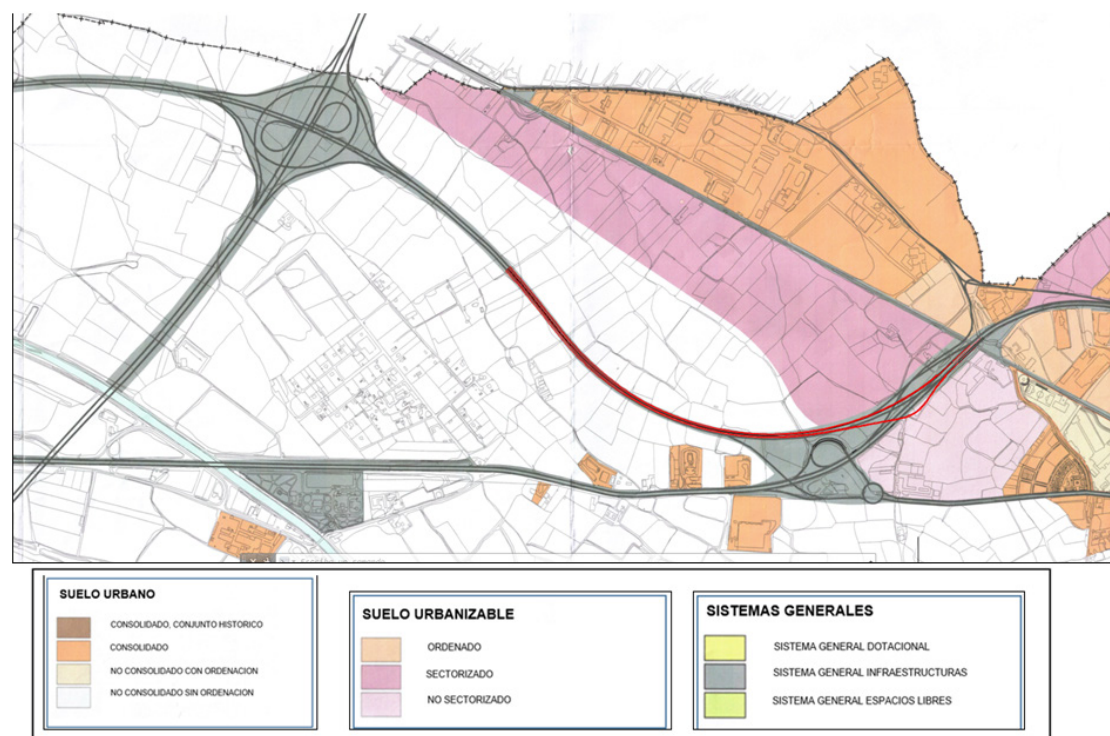 SUELO URBANO
CONSOLIDADO, CONJUNTO HISTORICO
CONSOLIDADO
NO CONSOLIDADO CON ORDENACIÓN
NO CONSOLIDADO SIN ORDENACION
SUELO URBANIZABLE
ORDENADO
SECTORIZADO
NO SECTORIZADO
SISTEMAS GENERALES
SISTEMA GENERAL DOTACIONAL
SISTEMA GENERAL INFRAESTRUCTURAS
SISTEMA GENERAL ESPACIOS LIBRES